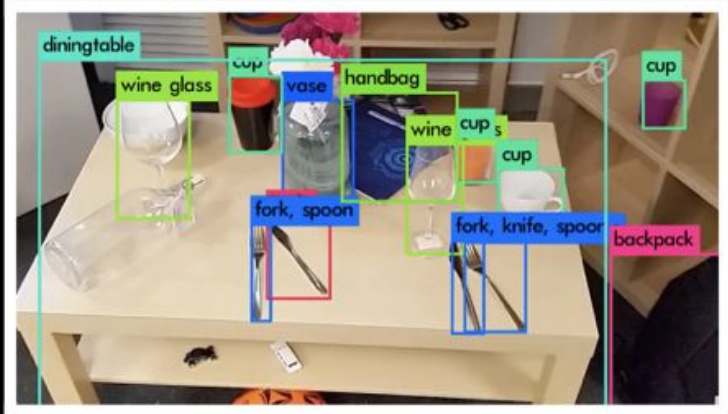 diningtable
cup
wine glass
vase
handbag
cup
wine
cup
s
cup
fork, spoon
fork, knife, spoon
backpack